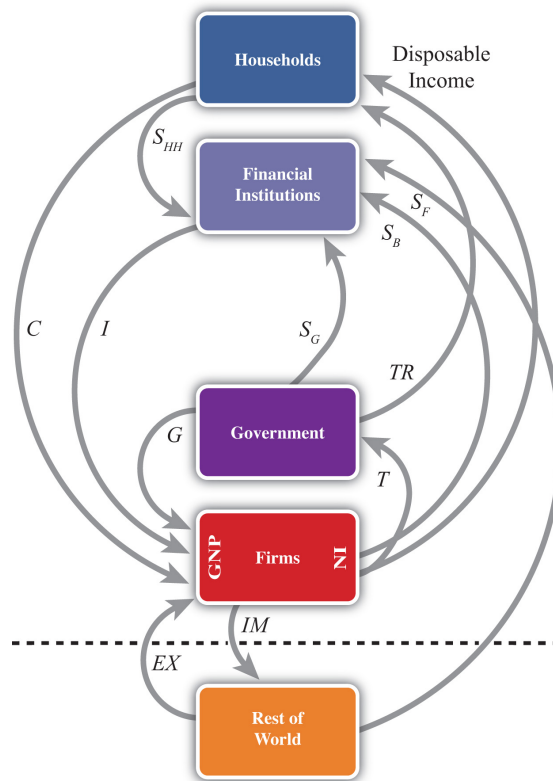 Households
Disposable
Income
S_HH
Financial
Institutions
S_F
S_B
C
I
S_G
TR
G
Government
T
GNP
Firms
NI
IM
EX
Rest of
World